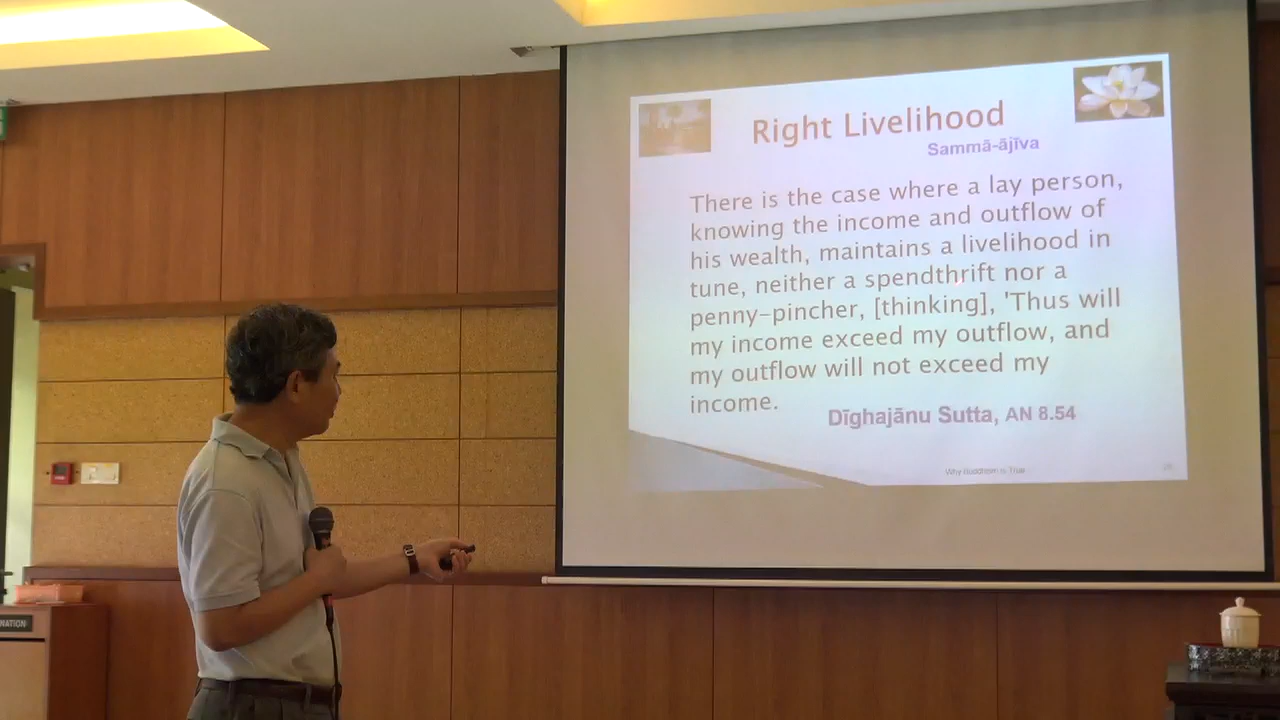 Right Livelihood
Sammā-ājīva
There is the case where a lay person,
knowing the income and outflow of
his wealth, maintains a livelihood in
tune, neither a spendthrift nor a
penny-pincher, [thinking], 'Thus will
my income exceed my outflow, and
my outflow will not exceed my
income.
Dīghajānu Sutta, AN 8.54
Why Buddhism is True
NATION